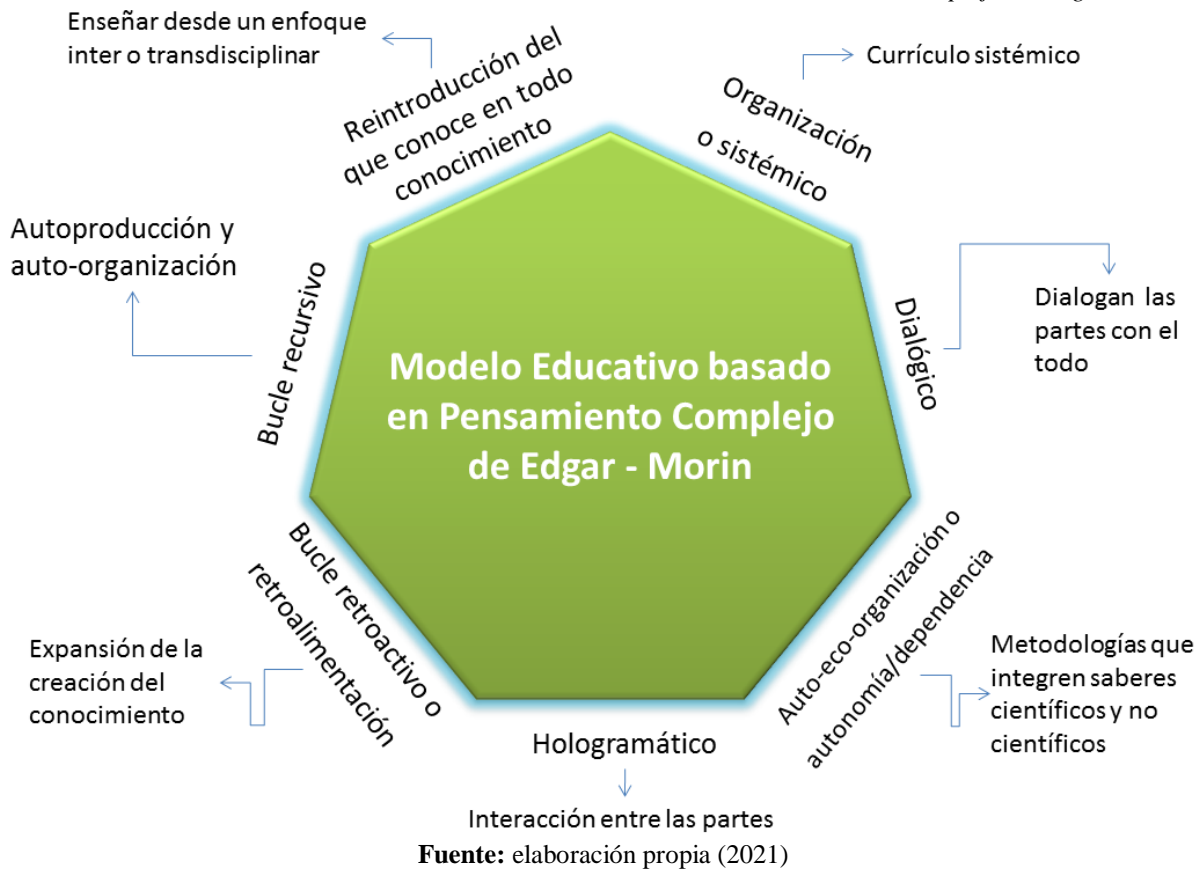 Enseñar desde un enfoque
inter o transdisciplinar
Reintroducción del
que conoce en todo
conocimiento
Organización
o sistémico
Currículo sistémico
Autoproducción y
auto-organización
Bucle recursivo
Dialógico
Dialogan las
partes con el
todo
Modelo Educativo basado
en Pensamiento Complejo
de Edgar - Morin
Bucle retroactivo o
retroalimentación
Expansión de la
creación del
conocimiento
Auto-eco-organización o
autonomía/dependencia
Metodologías que
integren saberes
científicos y no
científicos
Hologramático
Interacción entre las partes
Fuente: elaboración propia (2021)